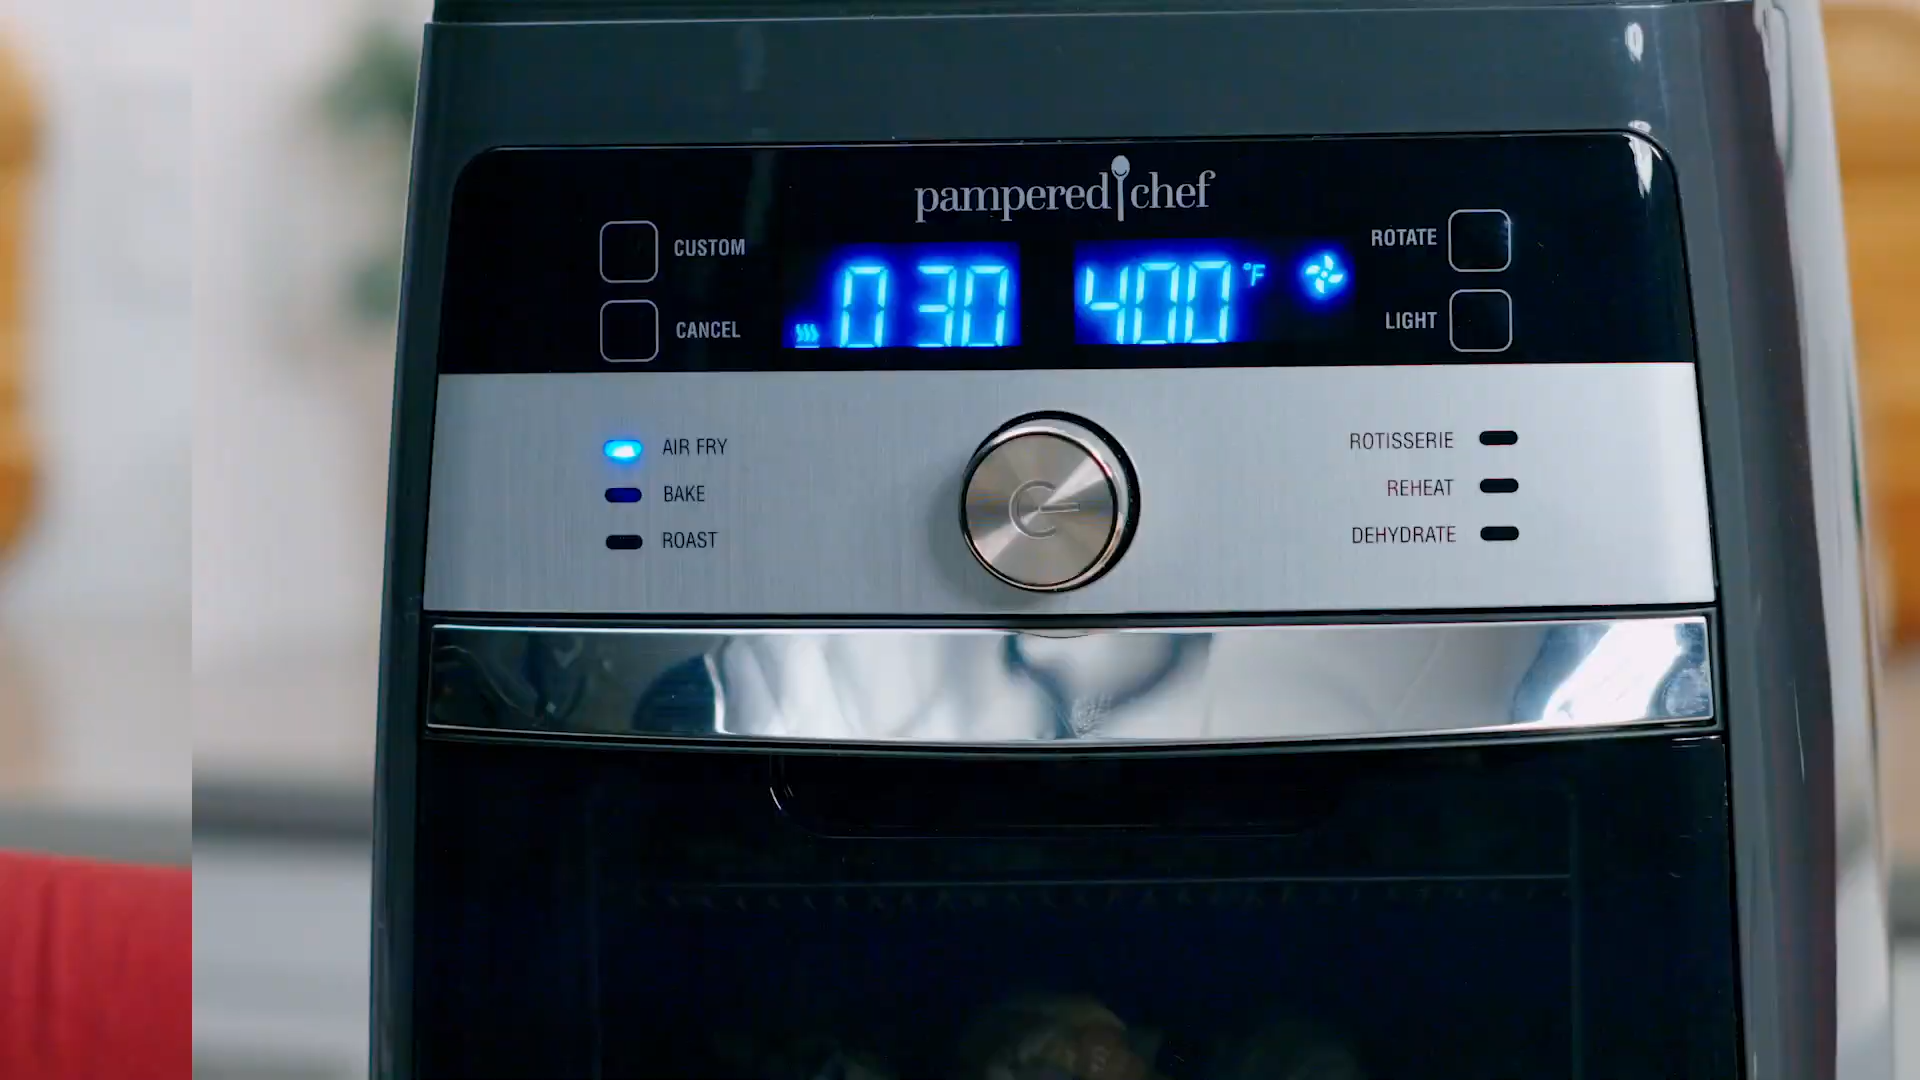 pampered chef
CUSTOM
CANCEL
0 30
400 °F
ROTATE
LIGHT
AIR FRY
BAKE
ROAST
ROTISSERIE
REHEAT
DEHYDRATE